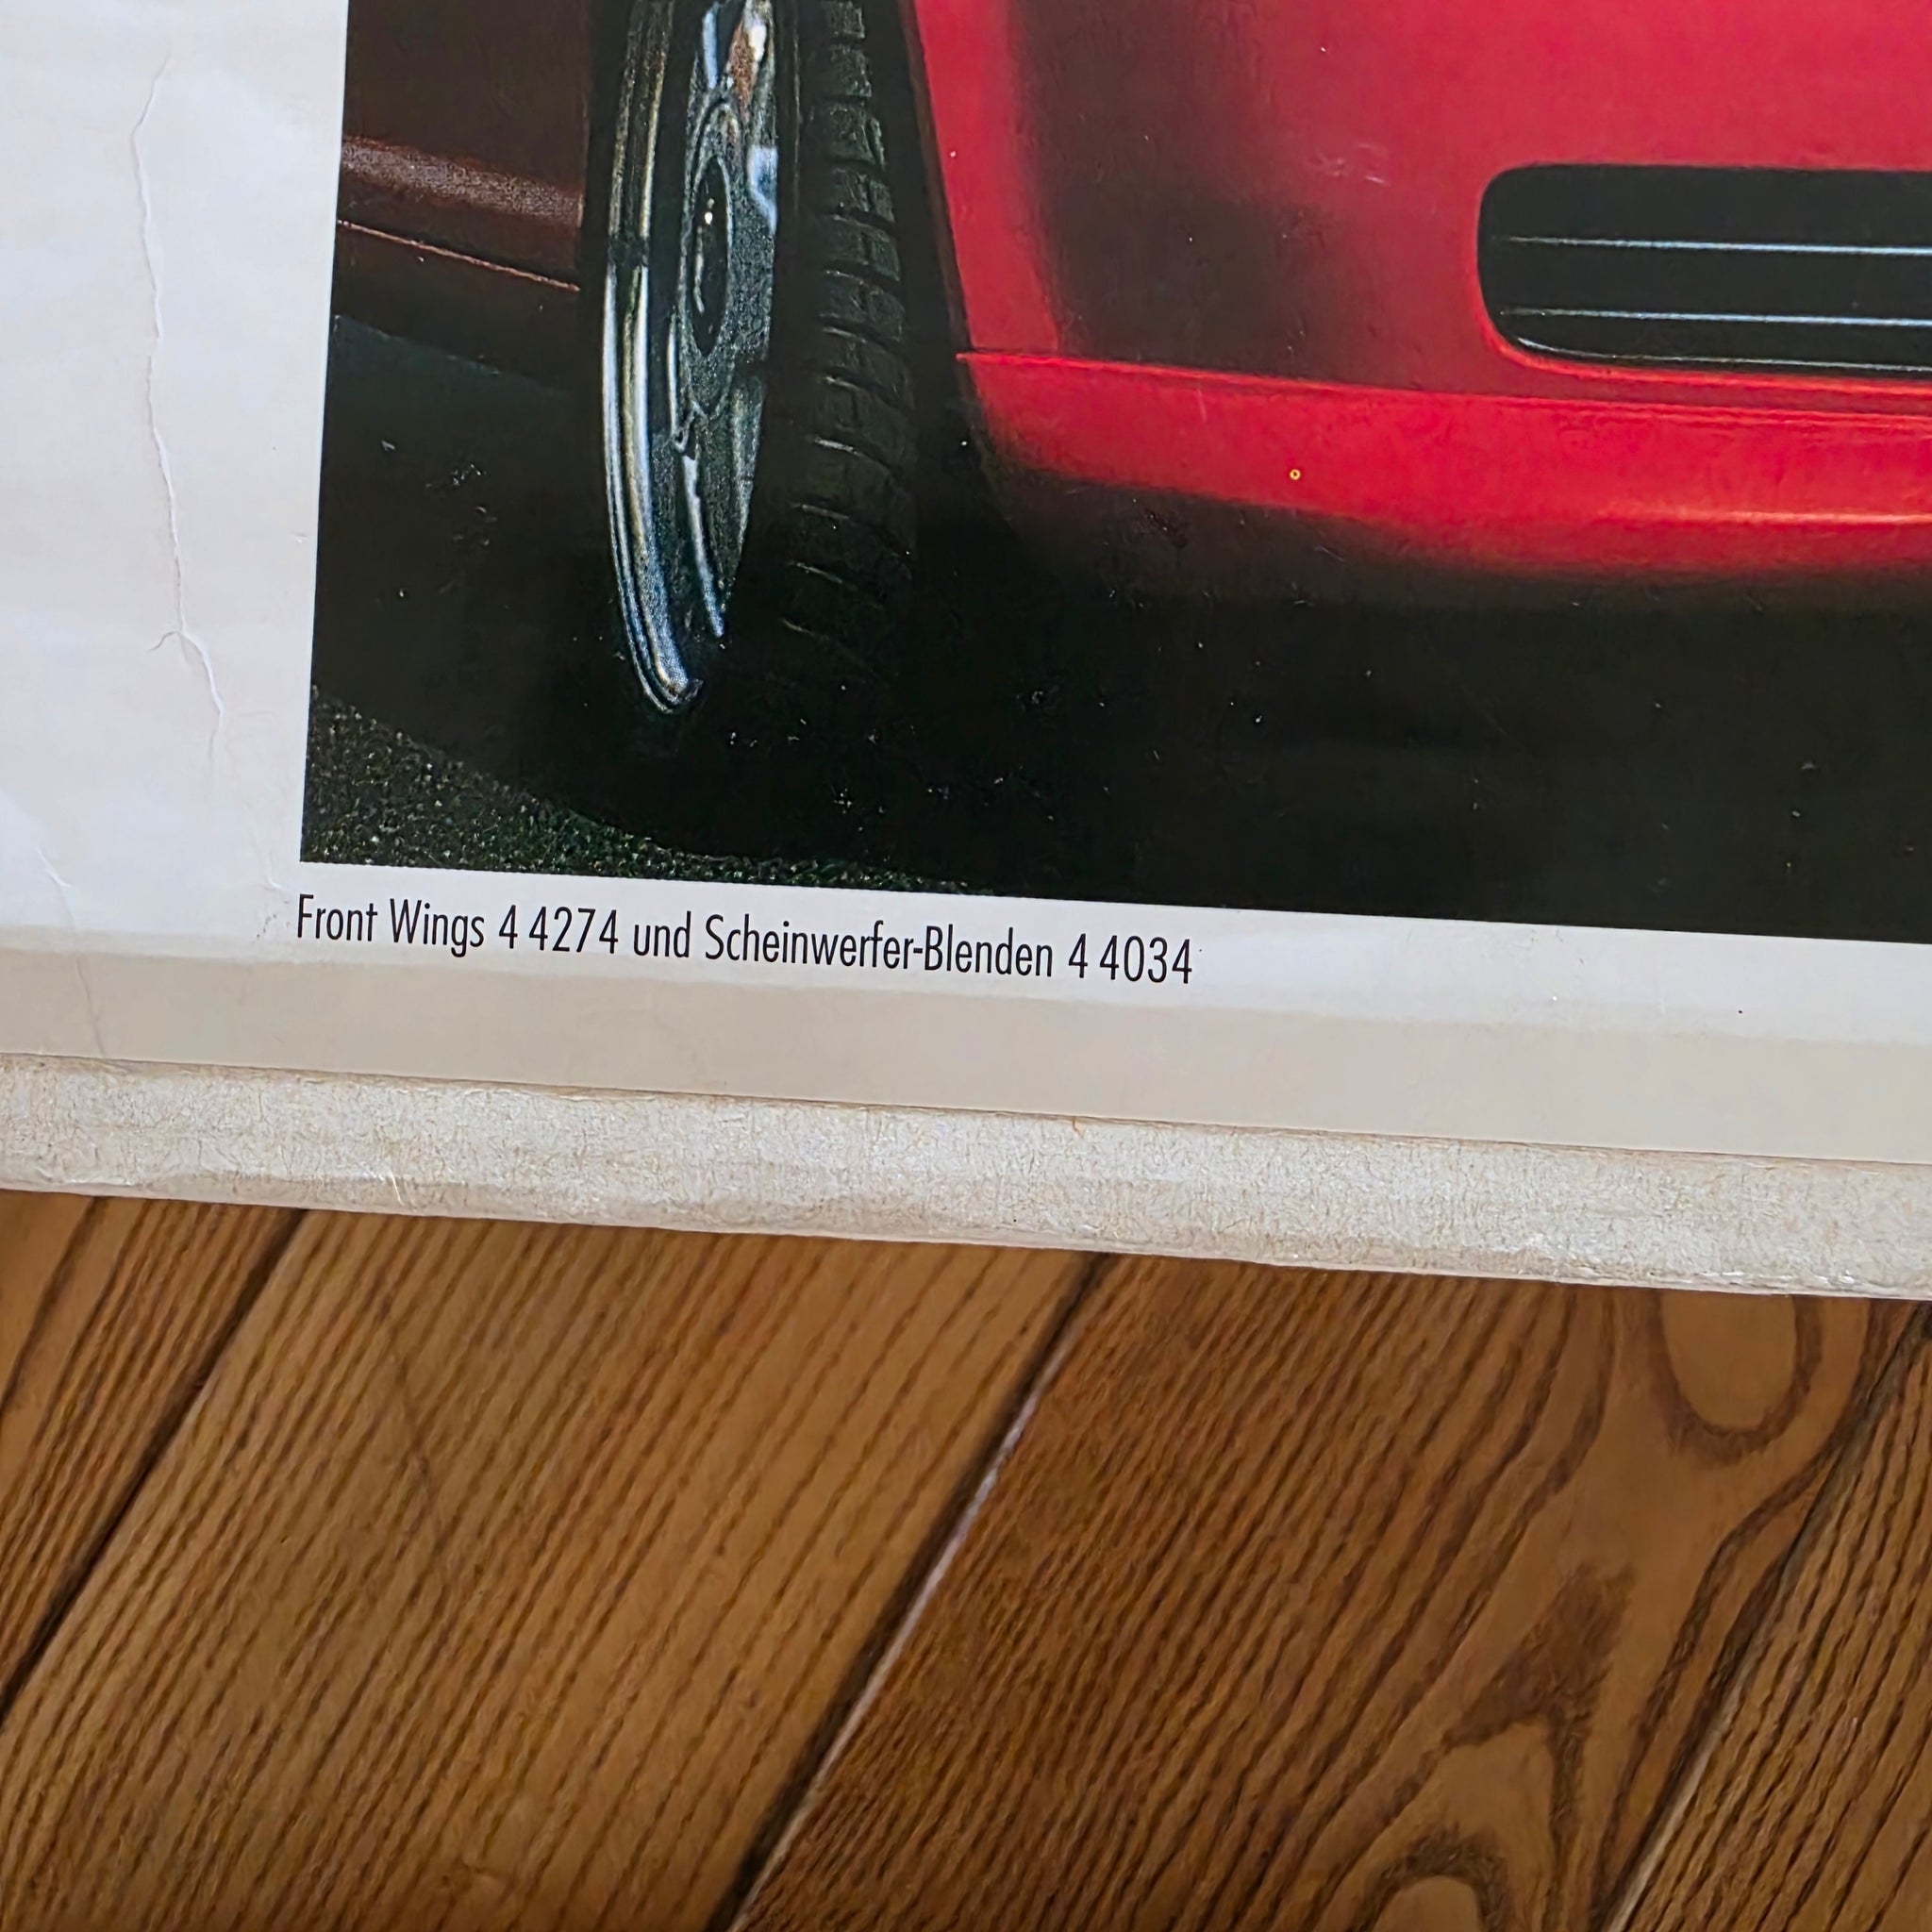 Front Wings 4 4274 und Scheinwerfer-Blenden 4 4034